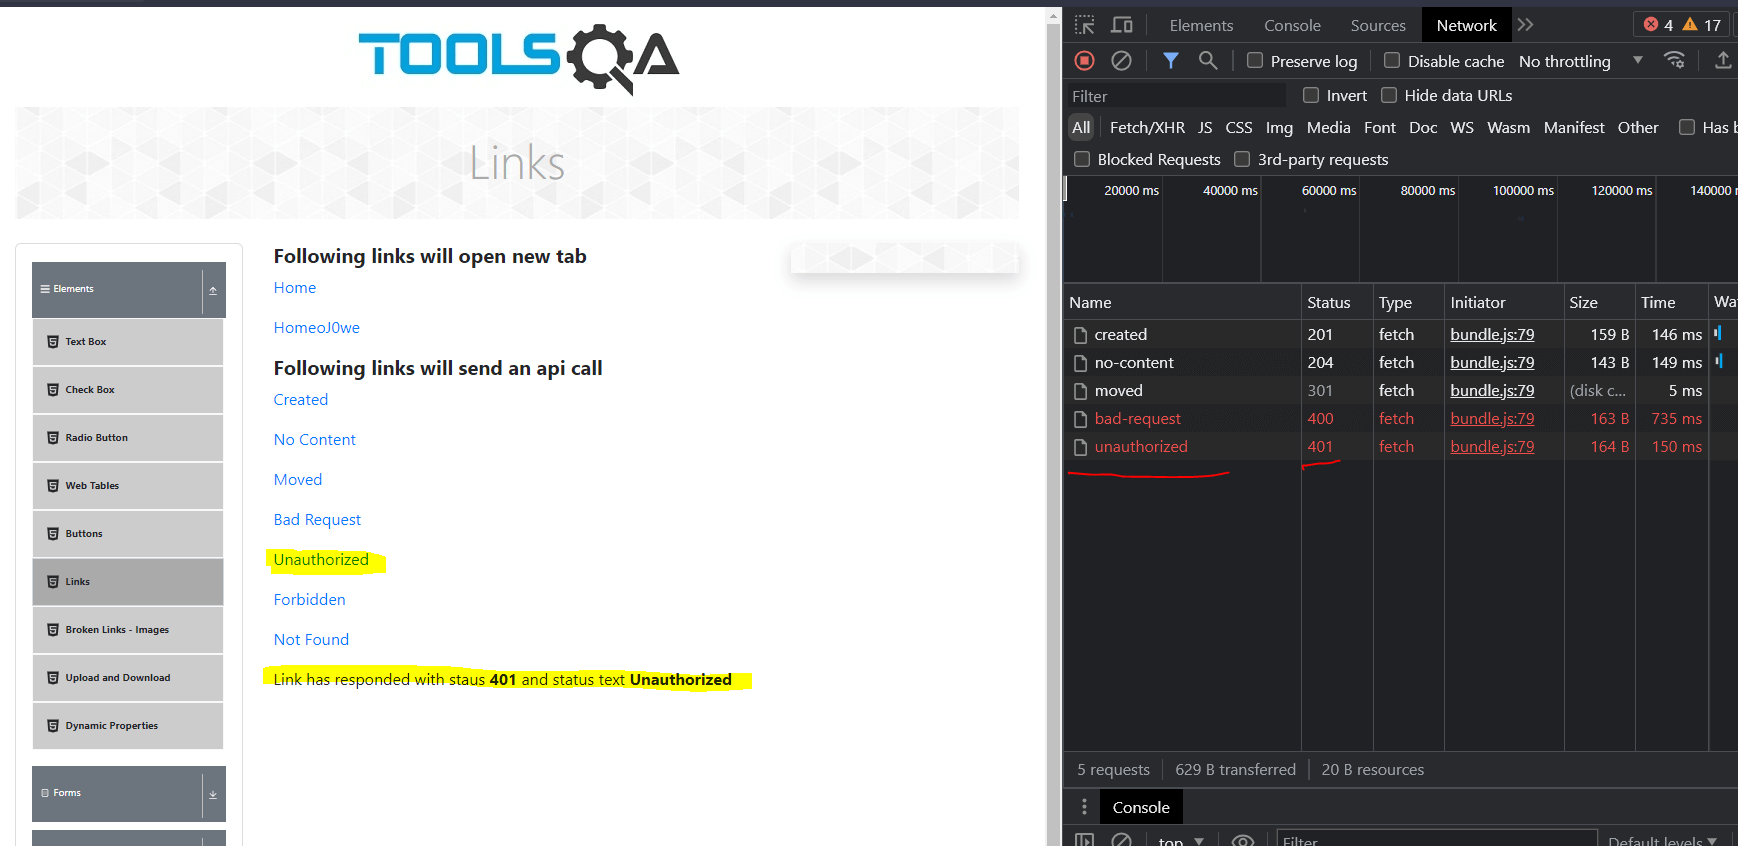 TOOLSQA
Links
Elements
Text Box
Check Box
Radio Button
Web Tables
Buttons
Links
Broken Links - Images
Upload and Download
Dynamic Properties
Forms
Following links will open new tab
Home
HomeoJ0we
Following links will send an api call
Created
No Content
Moved
Bad Request
Unauthorized
Forbidden
Not Found
Link has responded with staus 401 and status text Unauthorized
Elements Console Sources Network 4 17
Preserve log Disable cache No throttling
Filter Invert Hide data URLs
All Fetch/XHR JS CSS Img Media Font Doc WS Wasm Manifest Other Has b
Blocked Requests 3rd-party requests
20000 ms 40000 ms 60000 ms 80000 ms 100000 ms 120000 ms 140000 m
Name Status Type Initiator Size Time Wat
created 201 fetch bundle.js:79 159 B 146 ms
no-content 204 fetch bundle.js:79 143 B 149 ms
moved 301 fetch bundle.js:79 (disk c... 5 ms
bad-request 400 fetch bundle.js:79 163 B 735 ms
unauthorized 401 fetch bundle.js:79 164 B 150 ms
5 requests 629 B transferred 20 B resources
Console
top Filter Default levels